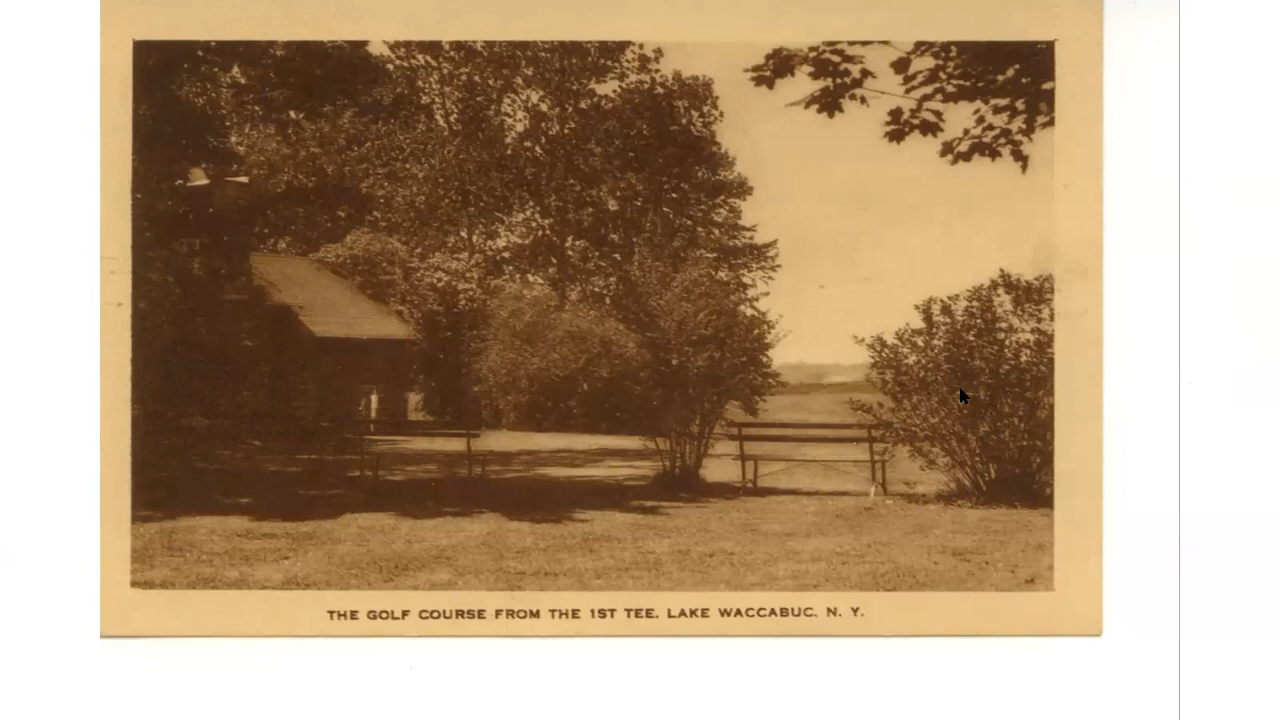 THE GOLF COURSE FROM THE 1ST TEE. LAKE WACCABUC, N. Y.